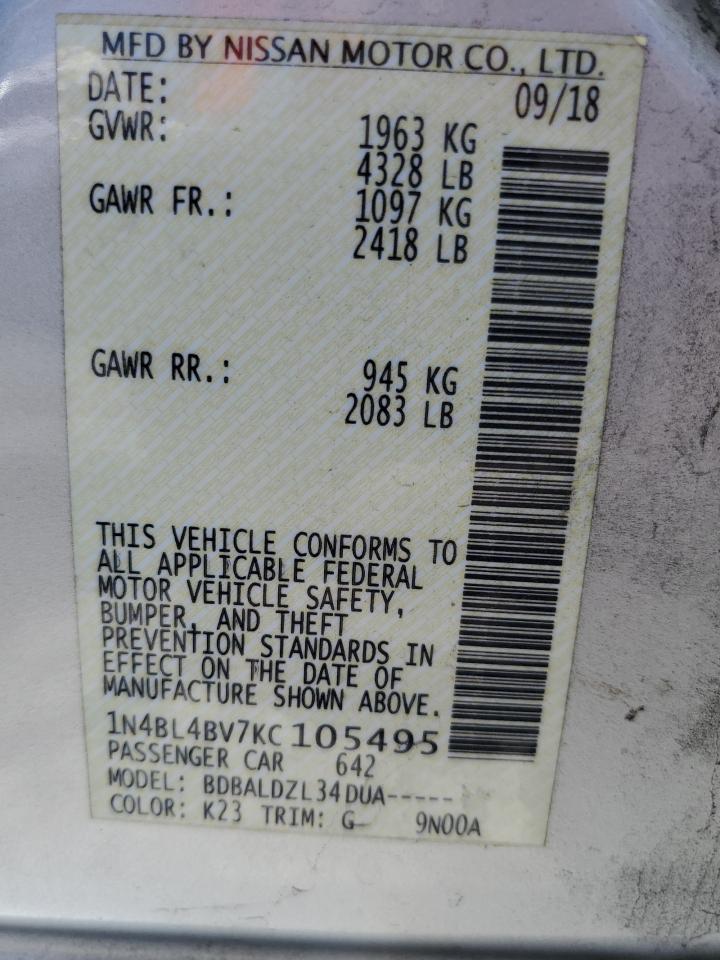 MFD BY NISSAN MOTOR CO., LTD.
DATE: 09/18
GVWR: 1963 KG
4328 LB
GAWR FR.: 1097 KG
2418 LB
GAWR RR.: 945 KG
2083 LB
THIS VEHICLE CONFORMS TO
ALL APPLICABLE FEDERAL
MOTOR VEHICLE SAFETY,
BUMPER, AND THEFT
PREVENTION STANDARDS IN
EFFECT ON THE DATE OF
MANUFACTURE SHOWN ABOVE.
1N4BL4BV7KC105495
PASSENGER CAR 642
MODEL: BDBALDZL34DUA-----
COLOR: K23 TRIM: G- 9N00A